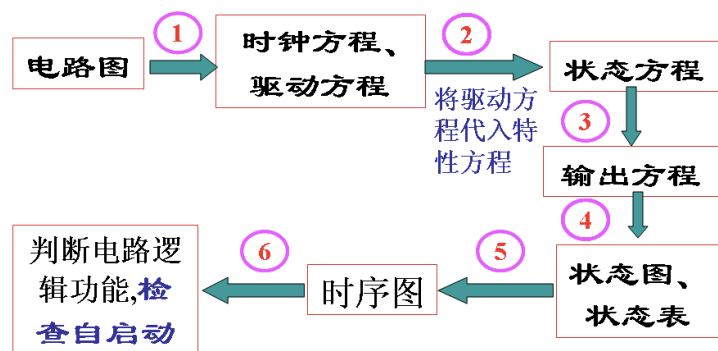 ①
②
电路图
时钟方程、
驱动方程
状态方程
将驱动方
程代入特
性方程
③
输出方程
④
状态图、
状态表
⑤
时序图
⑥
判断电路逻
辑功能,检
查自启动